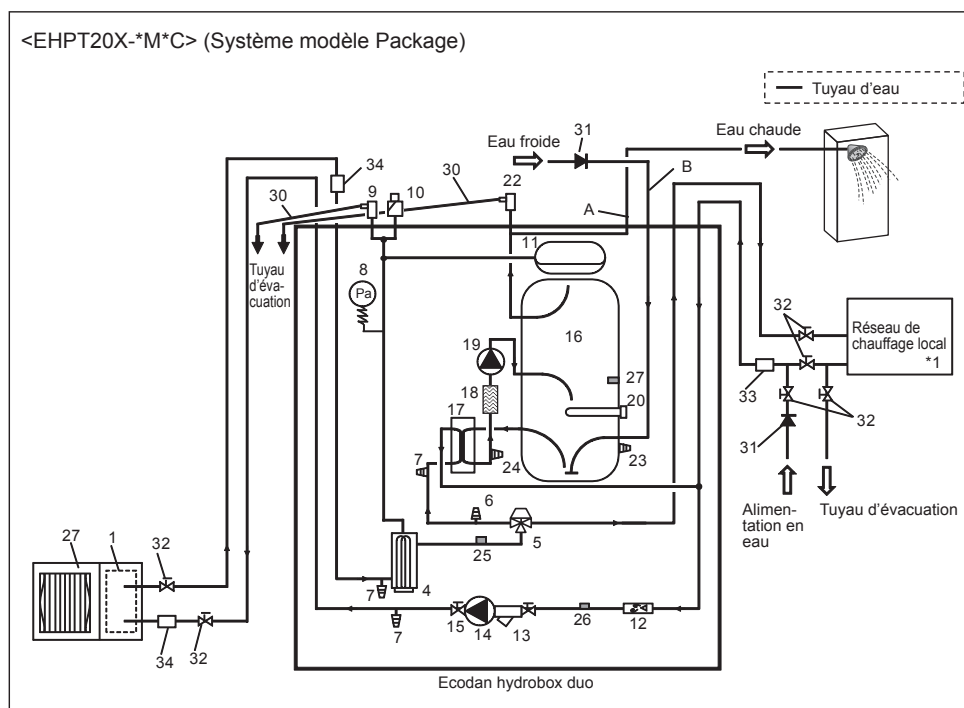 <EHPT20X-*M*C> (Système modèle Package)
Tuyau d'eau
Eau froide
31
Eau chaude
34
30
9
10
30
22
B
A
11
Tuyau
d'éva-
cuation
8
Pa
16
32
Réseau de
chauffage local
*1
19
27
33
18
20
17
32
31
7
24
23
6
Alimen-
tation en
eau
Tuyau d'évacuation
5
25
27
1
32
7
4
26
12
7
15
14
13
34
32
Ecodan hydrobox duo